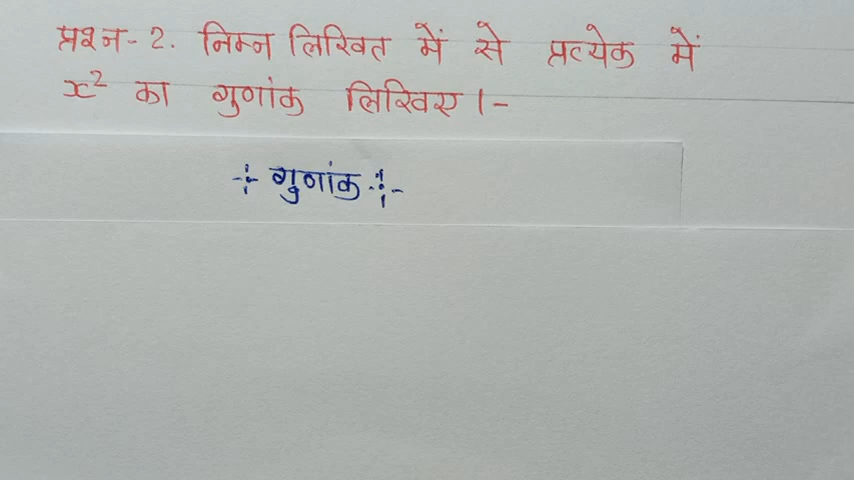 प्रश्न-2. निम्न लिखित में से प्रत्येक में
x² का गुणांक लिखिए।-
-:- गुणांक -:-